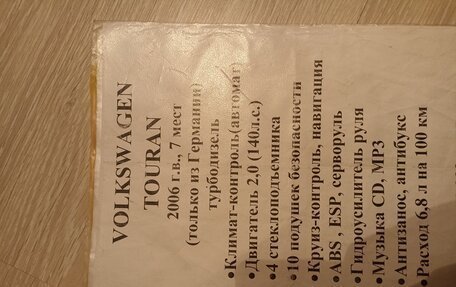 VOLKSWAGEN
TOURAN
2006 г.в., 7 мест
(только из Германии)
турбодизель
•Климат-контроль(автомат)
•Двигатель 2,0 (140л.с.)
•4 стеклоподъемника
•10 подушек безопасности
•Круиз-контроль, навигация
•ABS , ESP, серворуль
•Гидроусилитель руля
•Музыка CD, MP3
•Антизанос, антибукс
•Расход 6,8 л на 100 км